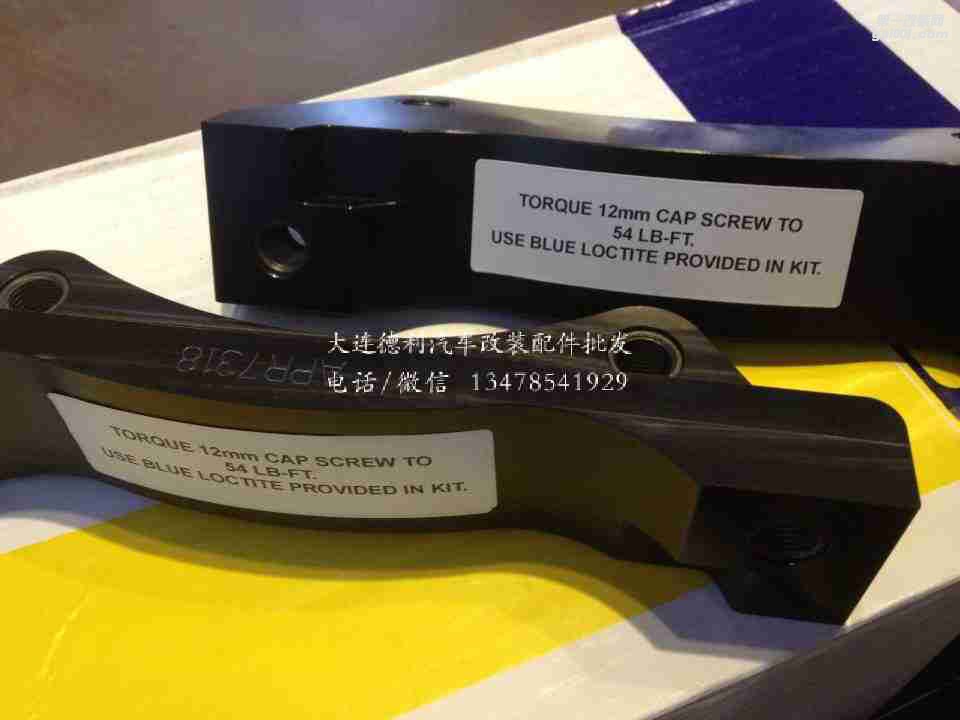 TORQUE 12mm CAP SCREW TO
54 LB-FT.
USE BLUE LOCTITE PROVIDED IN KIT.
大连德利汽车改装配件批发
电话/微信 13478541929
APR7318
TORQUE 12mm CAP SCREW TO
54 LB-FT.
USE BLUE LOCTITE PROVIDED IN KIT.